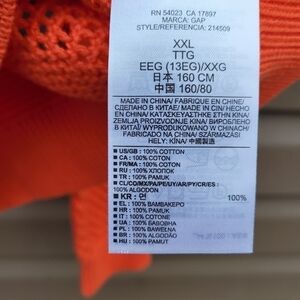 RN 54023 CA 17897
MARCA: GAP
STYLE/REFERENCIA: 214509
XXL
TTG
EEG (13EG)/XXG
日本 160 CM
中国 160/80
MADE IN CHINA/ FABRIQUE EN CHINE/
СДЕЛАНО В КИТАЕ/ MADE IN CIN/ HECHO
EN CHINA/ ΚΑΤΑΣΚΕΥΑΣΤΗΚΕ ΣΤΗΝ ΚΙΝΑ/
ZEMLJA PROIZVODNJE KINA/ ВИРОБЛЕНО
В КИТАЇ/ WYPRODUKOWANO W CHINACH/
FABRICADO NA CHINA/ SZÁRMAZÁSI
HELY: KÍNA/ 中國製造
US/GB : 100% COTTON
CA : 100% COTTON
FR/MA : 100% COTON
RU : 100% ХЛОПОК
TR : 100% PAMUK
CL/CO/MX/PA/PE/UY/AR/PY/CR/ES :
100% ALGODON
KR : 면 100%
EL : 100% ΒΑΜΒΑΚΕΡΟ
HR : 100% PAMUK
IT : 100% COTONE
UA : 100% БАВОВНА
PL : 100% BAWEŁNA
BR : 100% ALGODÃO
HU : 100% PAMUT